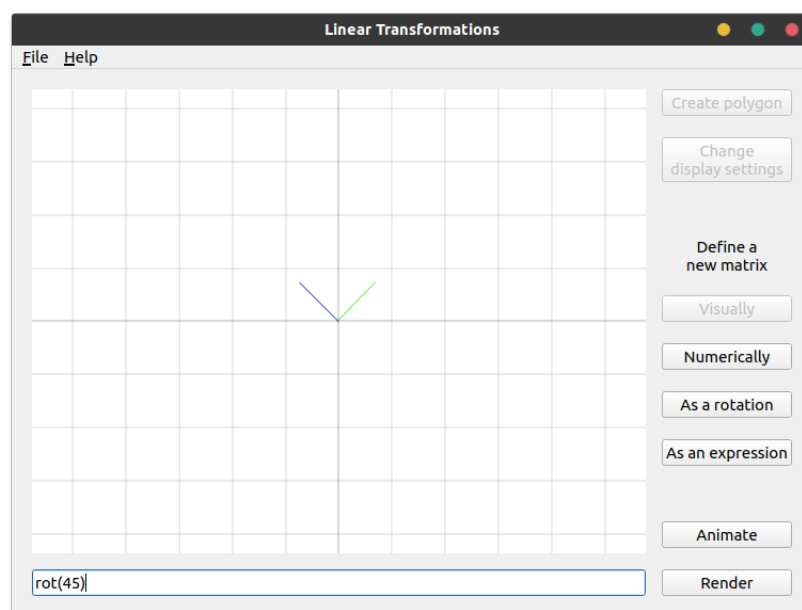 Linear Transformations
File Help
Create polygon
Change
display settings
Define a
new matrix
Visually
Numerically
As a rotation
As an expression
Animate
rot(45)
Render